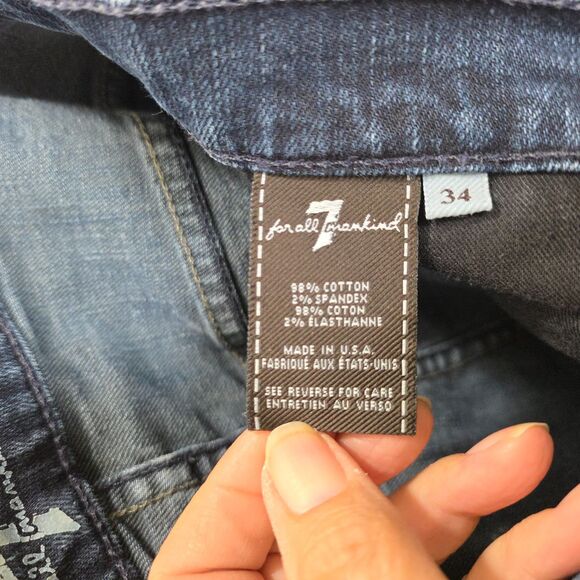 7
for all mankind
34
98% COTTON
2% SPANDEX
98% COTON
2% ÉLASTHANNE
MADE IN U.S.A.
FABRIQUÉ AUX ÉTATS-UNIS
SEE REVERSE FOR CARE
ENTRETIEN AU VERSO